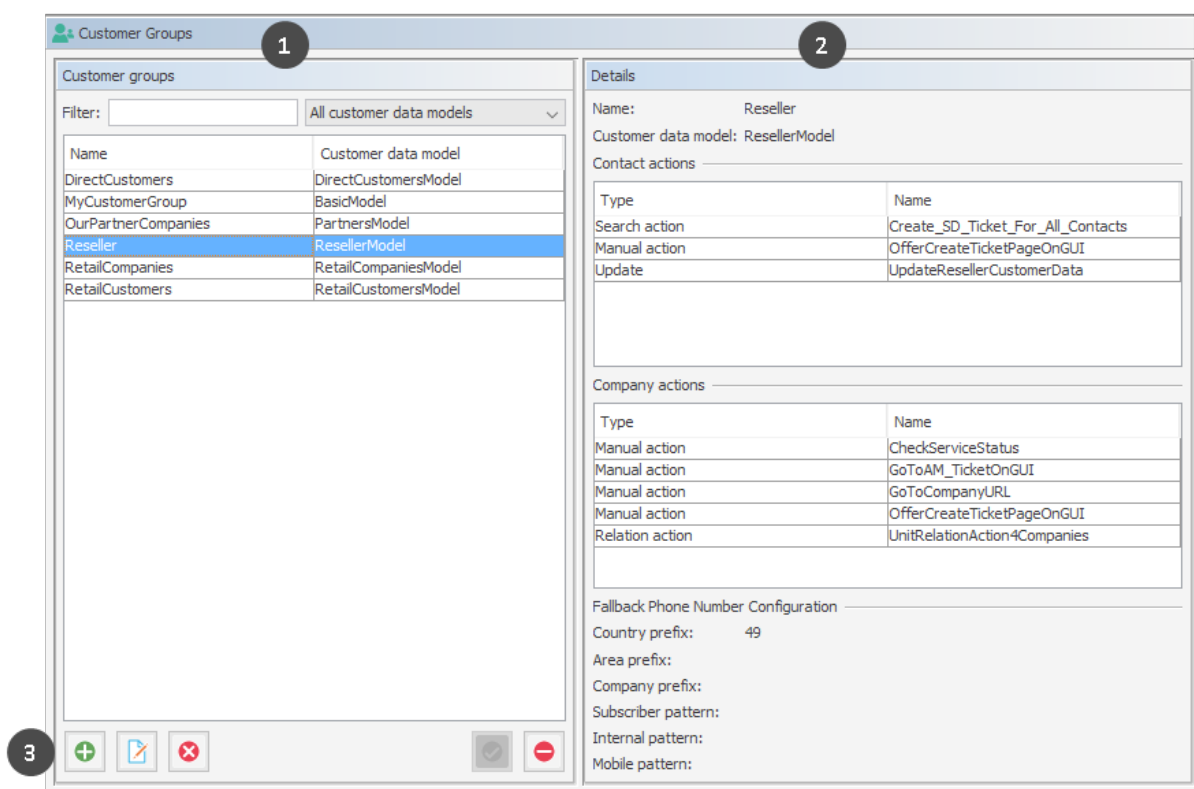 Customer Groups
1
2
Customer groups
Filter: All customer data models
Name Customer data model
DirectCustomers DirectCustomersModel
MyCustomerGroup BasicModel
OurPartnerCompanies PartnersModel
Reseller ResellerModel
RetailCompanies RetailCompaniesModel
RetailCustomers RetailCustomersModel
3
Details
Name: Reseller
Customer data model: ResellerModel
Contact actions
Type Name
Search action Create_SD_Ticket_For_All_Contacts
Manual action OfferCreateTicketPageOnGUI
Update UpdateResellerCustomerData
Company actions
Type Name
Manual action CheckServiceStatus
Manual action GoToAM_TicketOnGUI
Manual action GoToCompanyURL
Manual action OfferCreateTicketPageOnGUI
Relation action UnitRelationAction4Companies
Fallback Phone Number Configuration
Country prefix: 49
Area prefix:
Company prefix:
Subscriber pattern:
Internal pattern:
Mobile pattern: